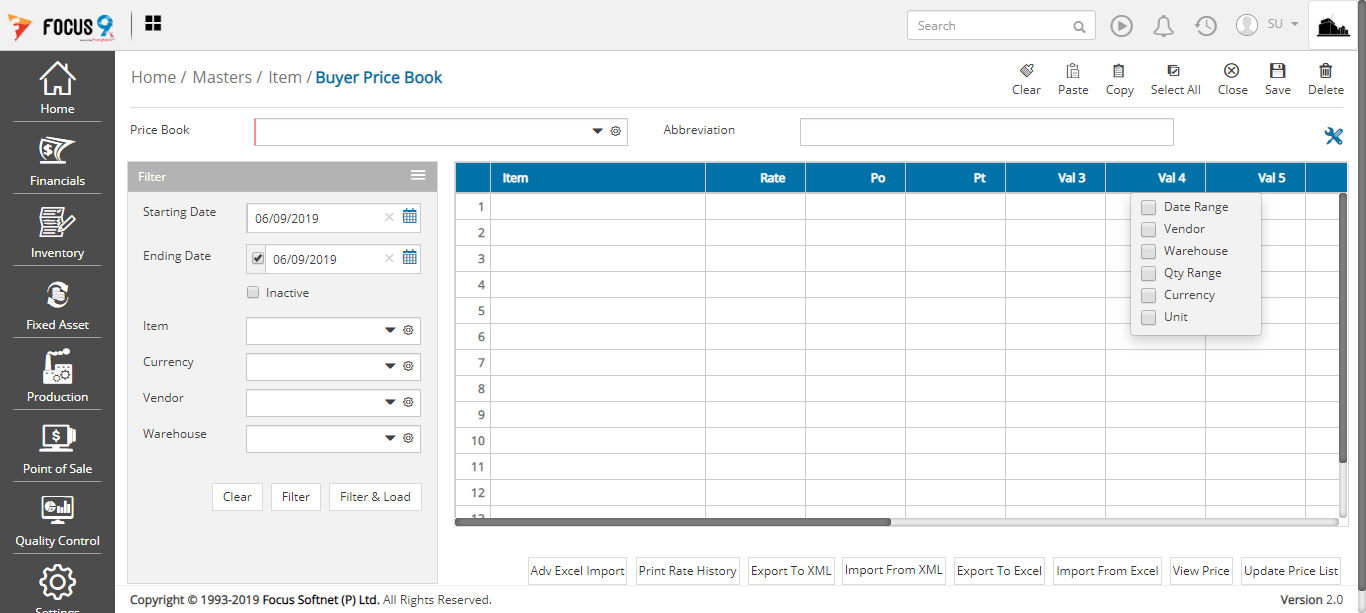 FOCUS 9
Search
SU
Home
Financials
Inventory
Fixed Asset
Production
Point of Sale
Quality Control
Settings
Home / Masters / Item / Buyer Price Book
Clear Paste Copy Select All Close Save Delete
Price Book
Abbreviation
Filter
Starting Date 06/09/2019
Ending Date 06/09/2019
Inactive
Item
Currency
Vendor
Warehouse
Clear Filter Filter & Load
Item Rate Po Pt Val 3 Val 4 Val 5
1
2
3
4
5
6
7
8
9
10
11
12
13
Date Range
Vendor
Warehouse
Qty Range
Currency
Unit
Adv Excel Import Print Rate History Export To XML Import From XML Export To Excel Import From Excel View Price Update Price List
Copyright © 1993-2019 Focus Softnet (P) Ltd. All Rights Reserved.
Version 2.0